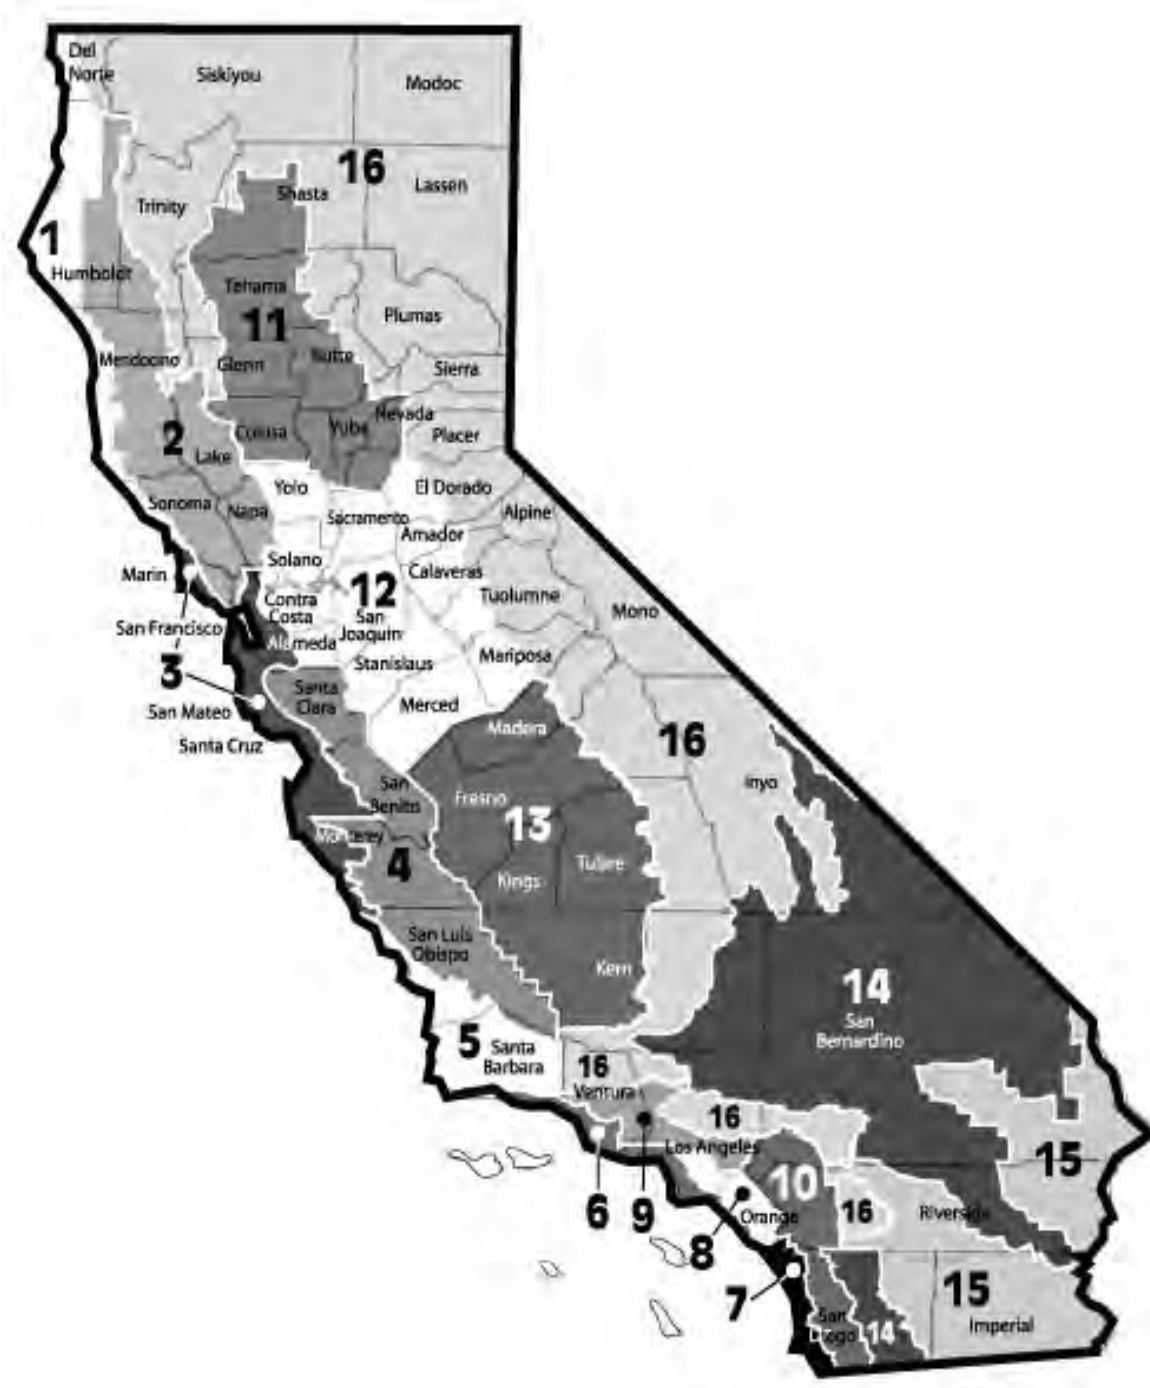 Del
Norte
Siskiyou
Modoc
16
Shasta
Lassen
Trinity
1
Humboldt
Tehama
11
Plumas
Mendocino
Glenn
Butte
Sierra
Nevada
2
Colusa
Yuba
Placer
Lake
Yolo
El Dorado
Sonoma
Napa
Sacramento
Alpine
Amador
Marin
Solano
12
Calaveras
Contra
Costa
Tuolumne
Mono
San
Joaquin
San Francisco
Alameda
3
Stanislaus
Mariposa
Santa
Clara
San Mateo
Merced
Santa Cruz
Madera
16
Inyo
San
Benito
Fresno
13
Monterey
4
Tulare
Kings
San Luis
Obispo
Kern
14
San
Bernardino
5
Santa
Barbara
16
Ventura
16
Los Angeles
15
10
6
9
8
Orange
16
Riverside
7
15
San
Diego
14
Imperial